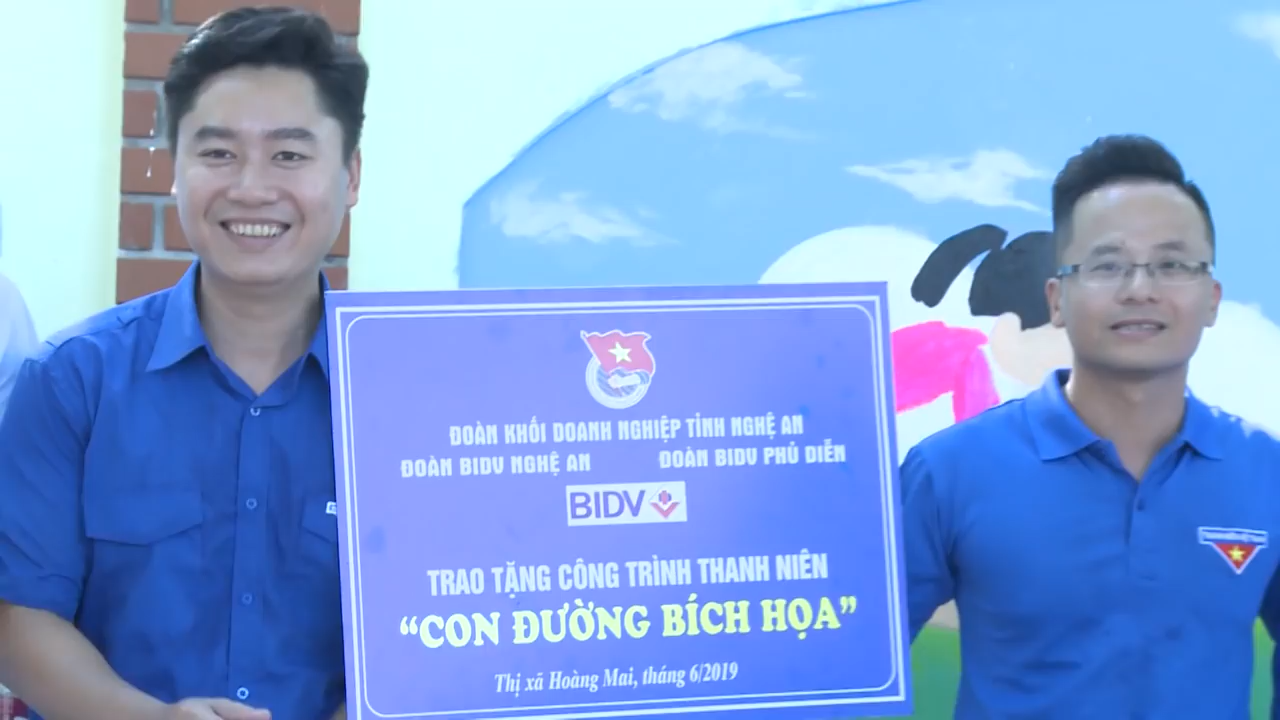 ĐOÀN KHỐI DOANH NGHIỆP TỈNH NGHỆ AN
ĐOÀN BIDV NGHỆ AN ĐOÀN BIDV PHỦ DIỄN
BIDV
TRAO TẶNG CÔNG TRÌNH THANH NIÊN
“CON ĐƯỜNG BÍCH HỌA”
Thị xã Hoàng Mai, tháng 6/2019